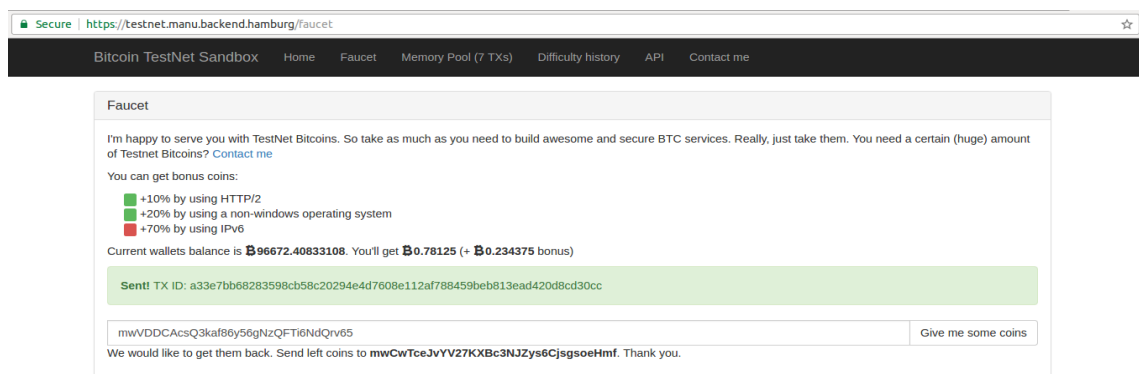 Secure | https://testnet.manu.backend.hamburg/faucet
Bitcoin TestNet Sandbox Home Faucet Memory Pool (7 TXs) Difficulty history API Contact me
Faucet
I'm happy to serve you with TestNet Bitcoins. So take as much as you need to build awesome and secure BTC services. Really, just take them. You need a certain (huge) amount
of Testnet Bitcoins? Contact me
You can get bonus coins:
+10% by using HTTP/2
+20% by using a non-windows operating system
+70% by using IPv6
Current wallets balance is ₿96672.40833108. You'll get ₿0.78125 (+ ₿0.234375 bonus)
Sent! TX ID: a33e7bb68283598cb58c20294e4d7608e112af788459beb813ead420d8cd30cc
mwVDDCAcsQ3kaf86y56gNzQFTi6NdQrv65 Give me some coins
We would like to get them back. Send left coins to mwCwTceJvYV27KXBc3NJZys6CjsgsoeHmf. Thank you.